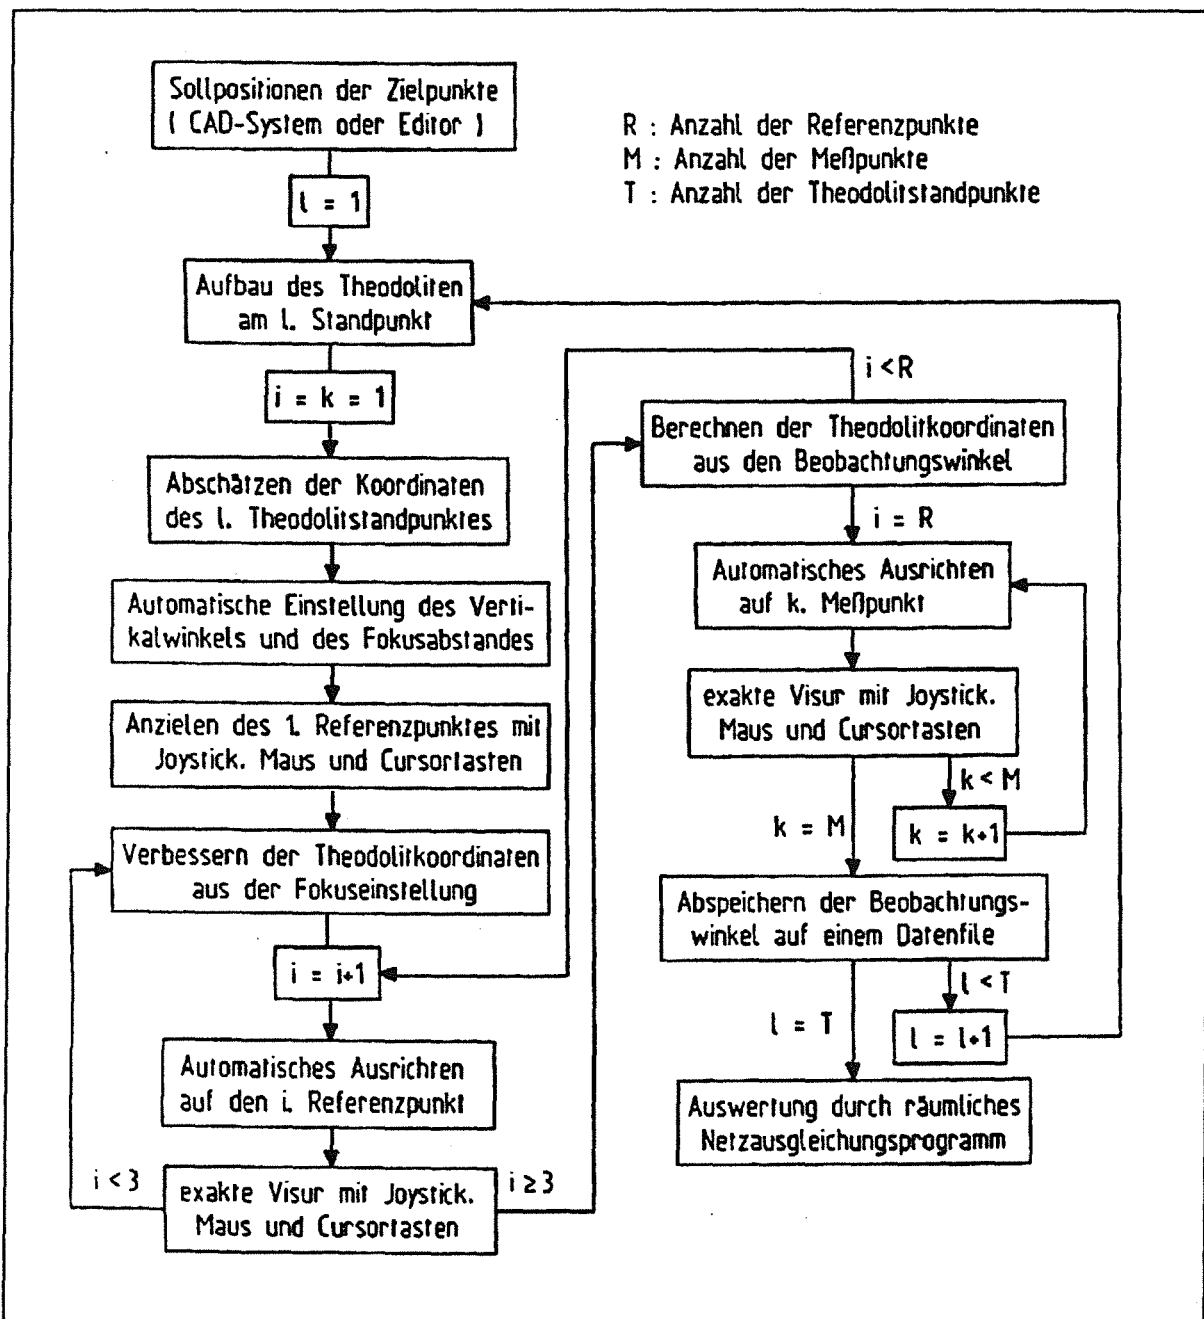 Sollpositionen der Zielpunkte
( CAD-System oder Editor )
R : Anzahl der Referenzpunkte
M : Anzahl der Meßpunkte
T : Anzahl der Theodolitstandpunkte
l = 1
Aufbau des Theodoliten
am l. Standpunkt
i = k = 1
Abschätzen der Koordinaten
des l. Theodolitstandpunktes
Automatische Einstellung des Verti-
kalwinkels und des Fokusabstandes
Anzielen des 1. Referenzpunktes mit
Joystick. Maus und Cursortasten
Verbessern der Theodolitkoordinaten
aus der Fokuseinstellung
i = i+1
Automatisches Ausrichten
auf den i. Referenzpunkt
i < 3
exakte Visur mit Joystick.
Maus und Cursortasten
i ≥ 3
i < R
Berechnen der Theodolitkoordinaten
aus den Beobachtungswinkel
i = R
Automatisches Ausrichten
auf k. Meßpunkt
exakte Visur mit Joystick.
Maus und Cursortasten
k < M
k = M
k = k+1
Abspeichern der Beobachtungs-
winkel auf einem Datenfile
l < T
l = T
l = l+1
Auswertung durch räumliches
Netzausgleichungsprogramm